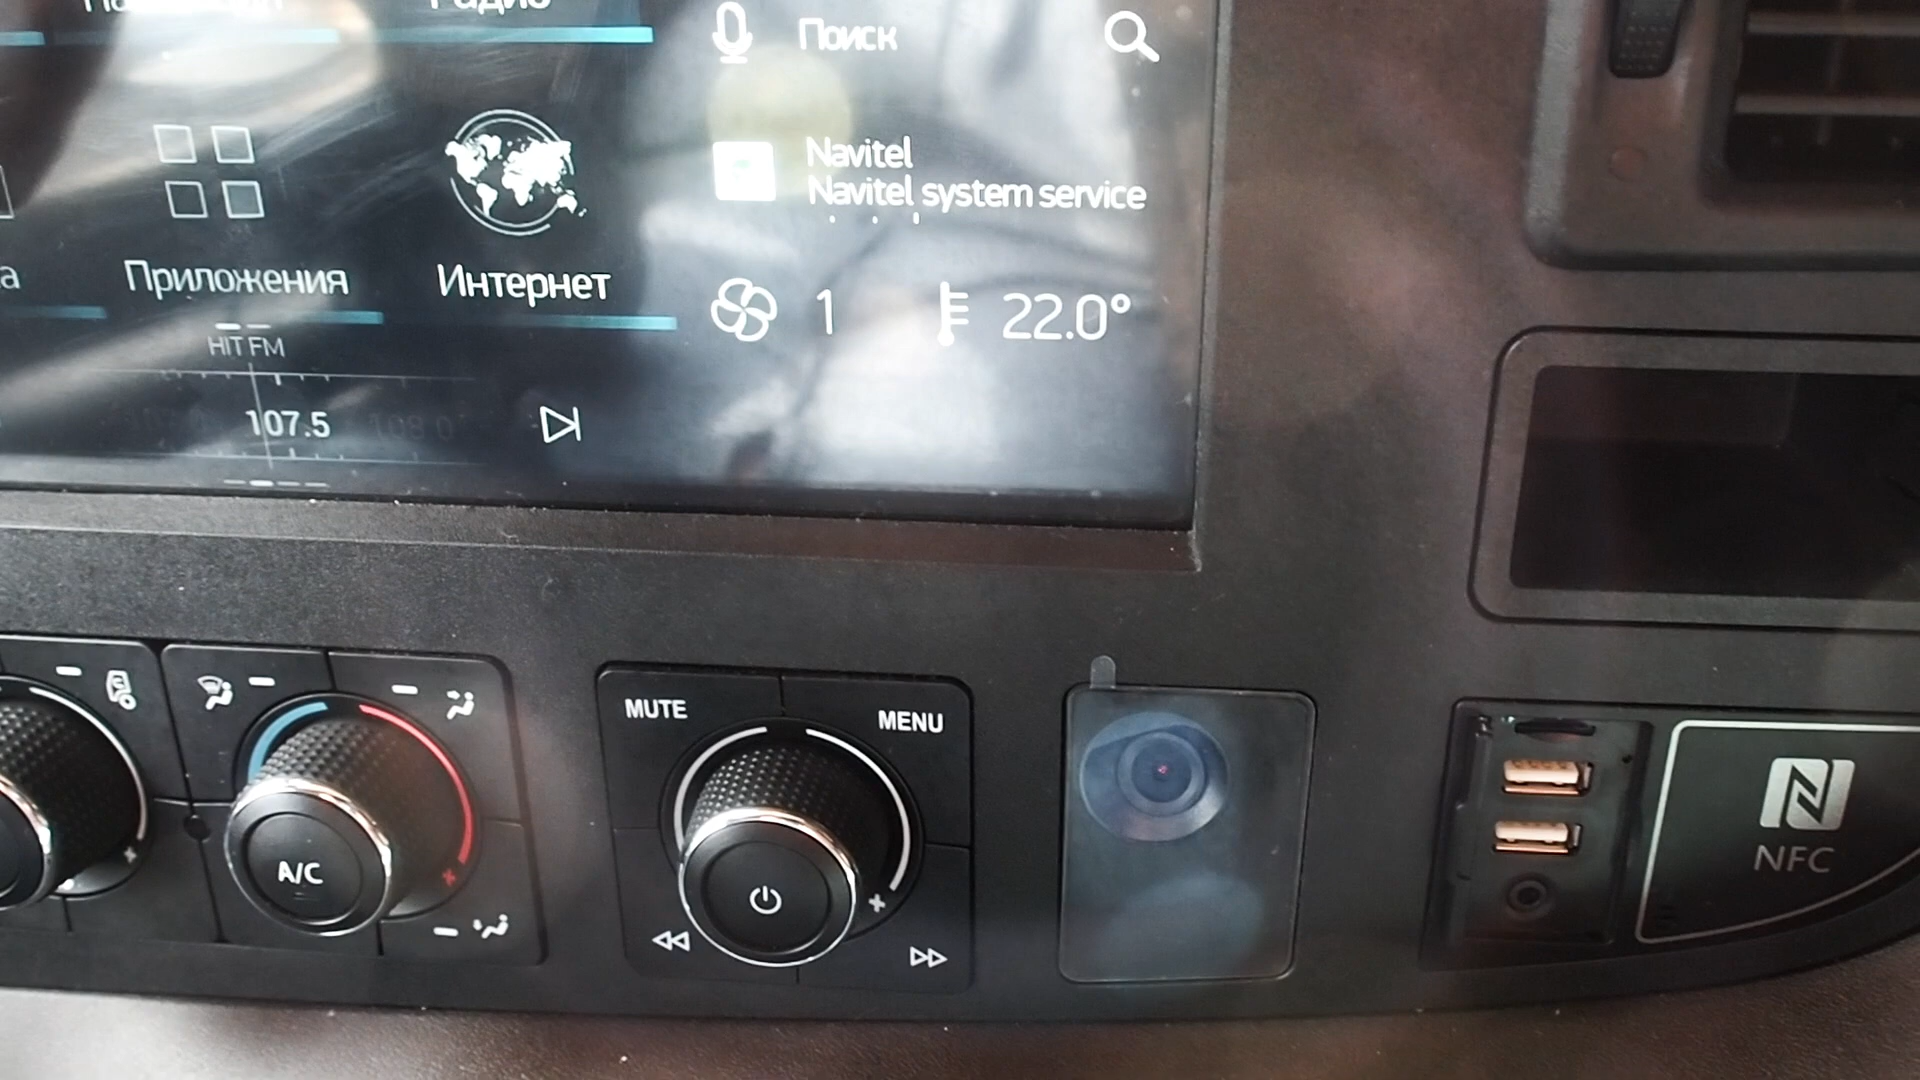 Радио
Поиск
Navitel
Navitel system service
Приложения
Интернет
1
22.0°
HIT FM
107.5
108.0
MUTE
MENU
A/C
NFC